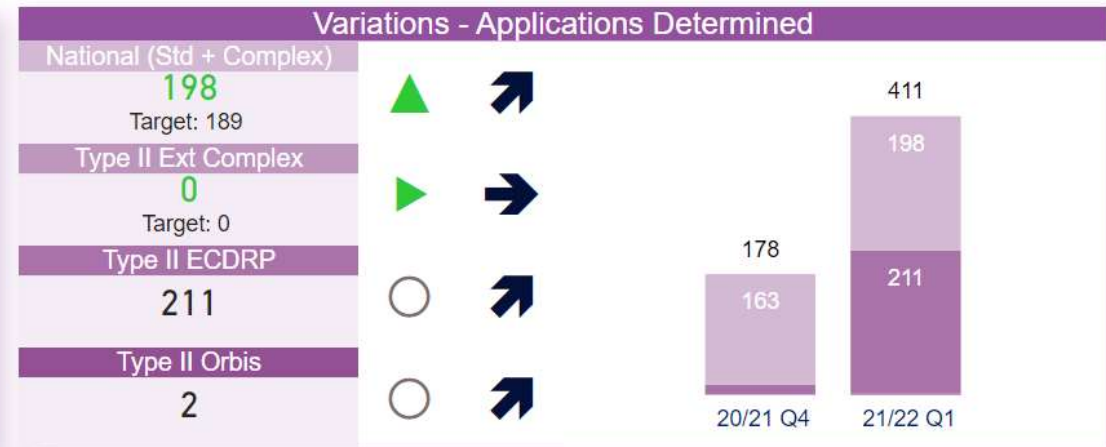 Variations - Applications Determined
National (Std + Complex)
198
Target: 189
Type II Ext Complex
0
Target: 0
Type II ECDRP
211
Type II Orbis
2
411
198
211
178
163
20/21 Q4
21/22 Q1